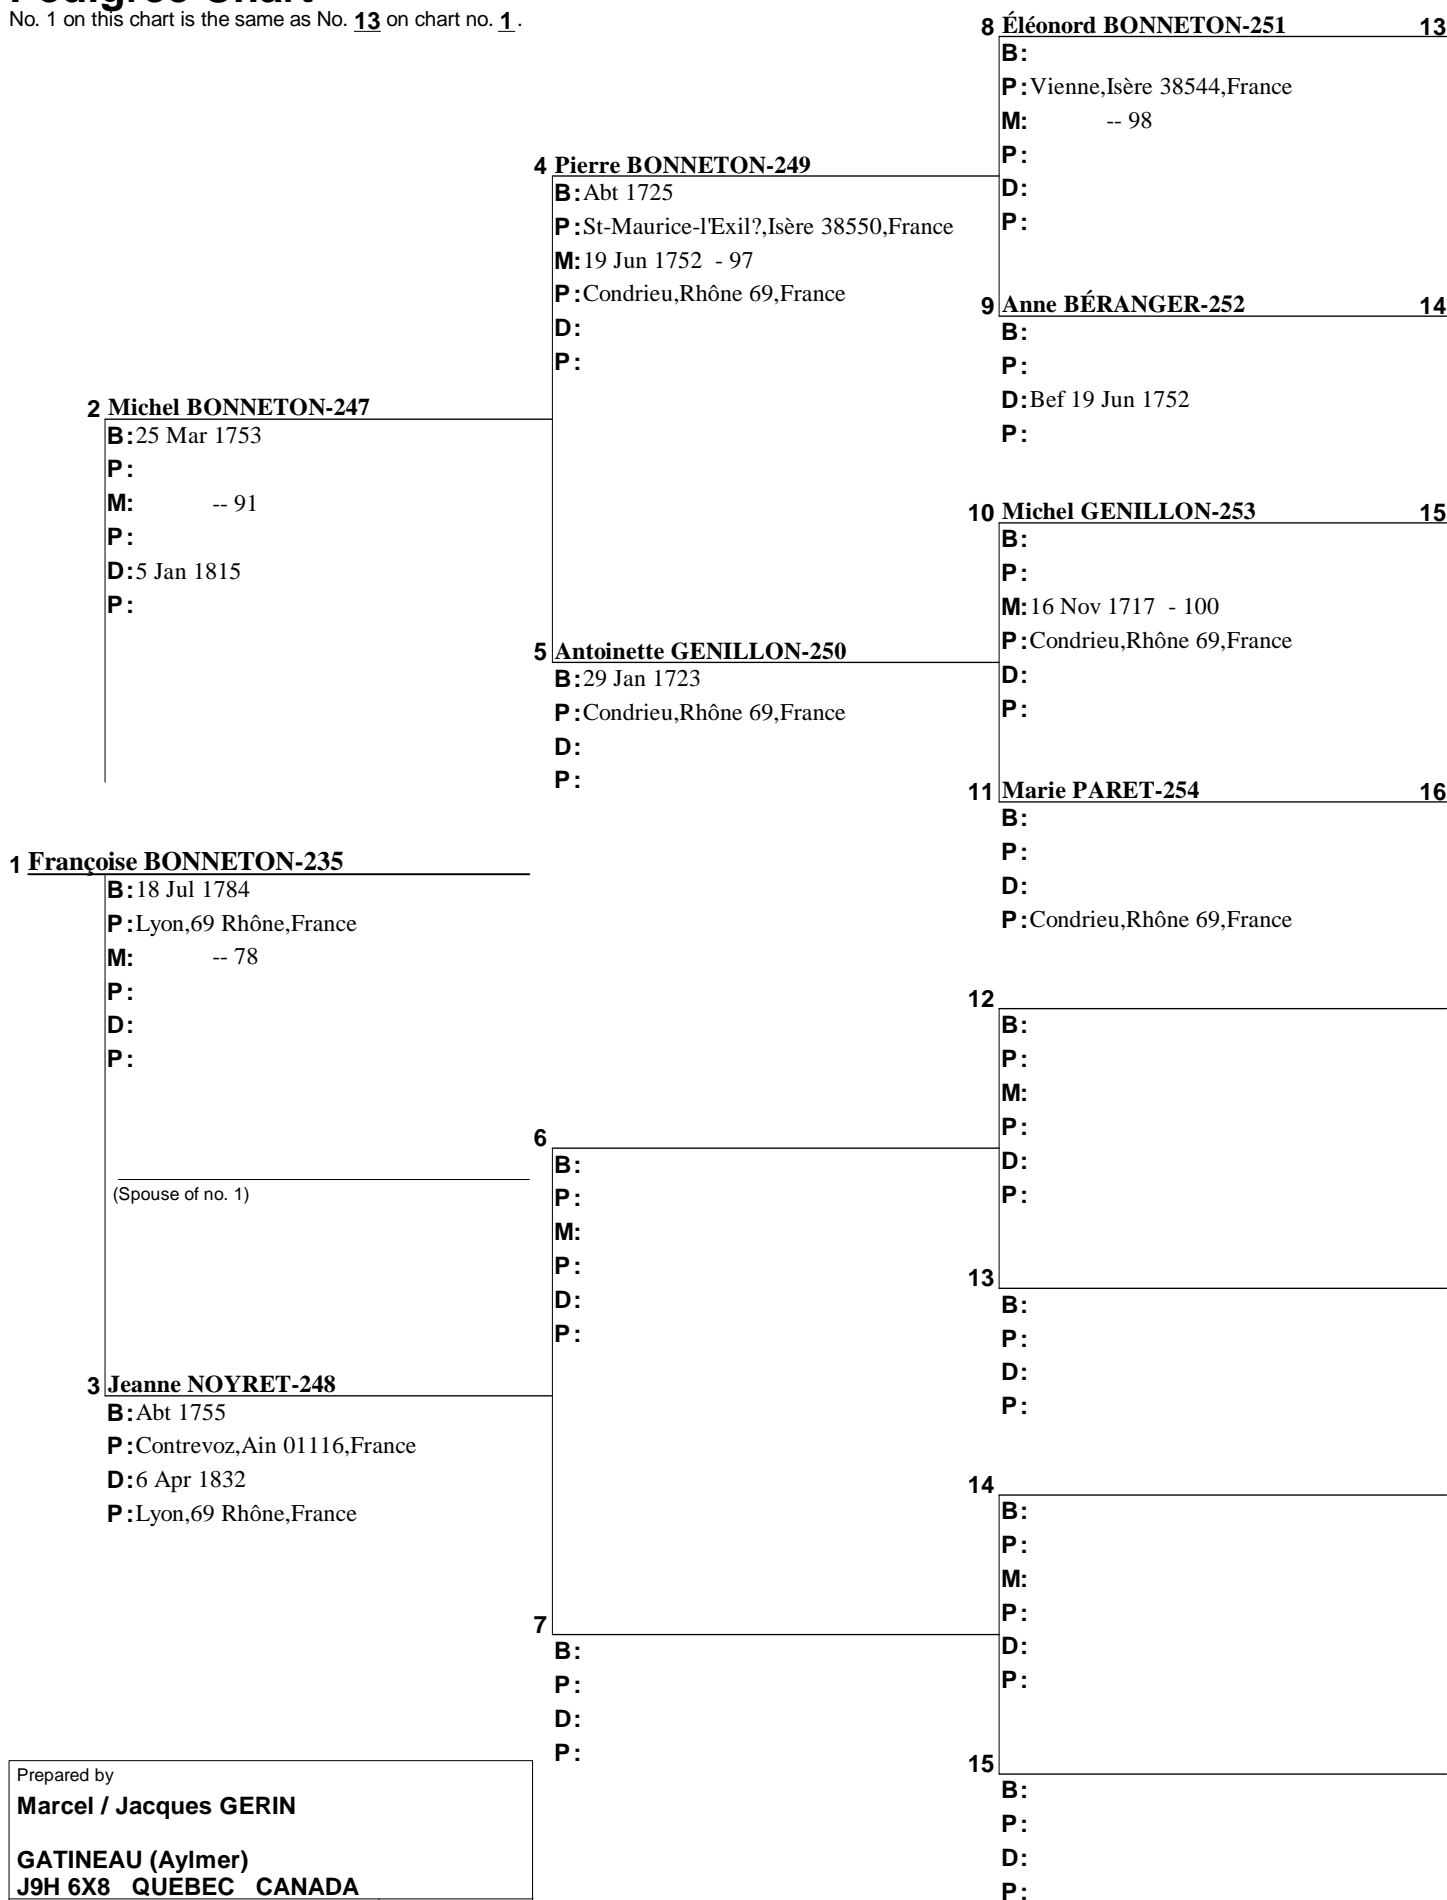 No. 1 on this chart is the same as No. 13 on chart no. 1 .
8 Éléonord BONNETON-251 13
B:
P:Vienne,Isère 38544,France
M: -- 98
P:
D:
P:
4 Pierre BONNETON-249
B:Abt 1725
P:St-Maurice-l'Exil?,Isère 38550,France
M:19 Jun 1752 - 97
P:Condrieu,Rhône 69,France
D:
P:
9 Anne BÉRANGER-252 14
B:
P:
D:Bef 19 Jun 1752
P:
2 Michel BONNETON-247
B:25 Mar 1753
P:
M: -- 91
P:
D:5 Jan 1815
P:
10 Michel GENILLON-253 15
B:
P:
M:16 Nov 1717 - 100
P:Condrieu,Rhône 69,France
D:
P:
5 Antoinette GENILLON-250
B:29 Jan 1723
P:Condrieu,Rhône 69,France
D:
P:
11 Marie PARET-254 16
B:
P:
D:
P:Condrieu,Rhône 69,France
1 Françoise BONNETON-235
B:18 Jul 1784
P:Lyon,69 Rhône,France
M: -- 78
P:
D:
P:
(Spouse of no. 1)
12
B:
P:
M:
P:
D:
P:
6
B:
P:
M:
P:
D:
P:
13
B:
P:
D:
P:
3 Jeanne NOYRET-248
B:Abt 1755
P:Contrevoz,Ain 01116,France
D:6 Apr 1832
P:Lyon,69 Rhône,France
14
B:
P:
M:
P:
D:
P:
7
B:
P:
D:
P:
15
B:
P:
D:
P:
Prepared by
Marcel / Jacques GERIN
GATINEAU (Aylmer)
J9H 6X8 QUEBEC CANADA